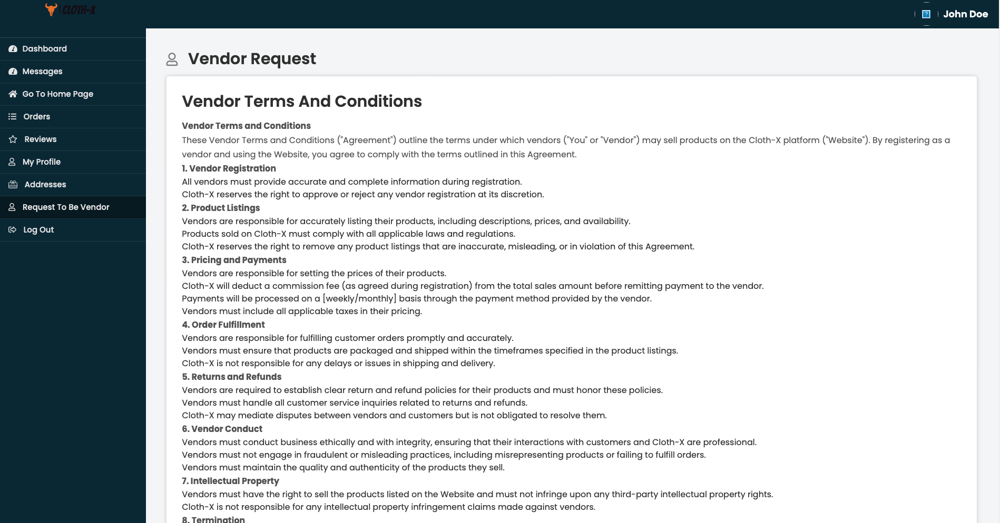 CLOTH-X
John Doe
Dashboard
Messages
Go To Home Page
Orders
Reviews
My Profile
Addresses
Request To Be Vendor
Log Out
Vendor Request
Vendor Terms And Conditions
Vendor Terms and Conditions
These Vendor Terms and Conditions ("Agreement") outline the terms under which vendors ("You" or "Vendor") may sell products on the Cloth-X platform ("Website"). By registering as a
vendor and using the Website, you agree to comply with the terms outlined in this Agreement.
1. Vendor Registration
All vendors must provide accurate and complete information during registration.
Cloth-X reserves the right to approve or reject any vendor registration at its discretion.
2. Product Listings
Vendors are responsible for accurately listing their products, including descriptions, prices, and availability.
Products sold on Cloth-X must comply with all applicable laws and regulations.
Cloth-X reserves the right to remove any product listings that are inaccurate, misleading, or in violation of this Agreement.
3. Pricing and Payments
Vendors are responsible for setting the prices of their products.
Cloth-X will deduct a commission fee (as agreed during registration) from the total sales amount before remitting payment to the vendor.
Payments will be processed on a [weekly/monthly] basis through the payment method provided by the vendor.
Vendors must include all applicable taxes in their pricing.
4. Order Fulfillment
Vendors are responsible for fulfilling customer orders promptly and accurately.
Vendors must ensure that products are packaged and shipped within the timeframes specified in the product listings.
Cloth-X is not responsible for any delays or issues in shipping and delivery.
5. Returns and Refunds
Vendors are required to establish clear return and refund policies for their products and must honor these policies.
Vendors must handle all customer service inquiries related to returns and refunds.
Cloth-X may mediate disputes between vendors and customers but is not obligated to resolve them.
6. Vendor Conduct
Vendors must conduct business ethically and with integrity, ensuring that their interactions with customers and Cloth-X are professional.
Vendors must not engage in fraudulent or misleading practices, including misrepresenting products or failing to fulfill orders.
Vendors must maintain the quality and authenticity of the products they sell.
7. Intellectual Property
Vendors must have the right to sell the products listed on the Website and must not infringe upon any third-party intellectual property rights.
Cloth-X is not responsible for any intellectual property infringement claims made against vendors.
8. Termination